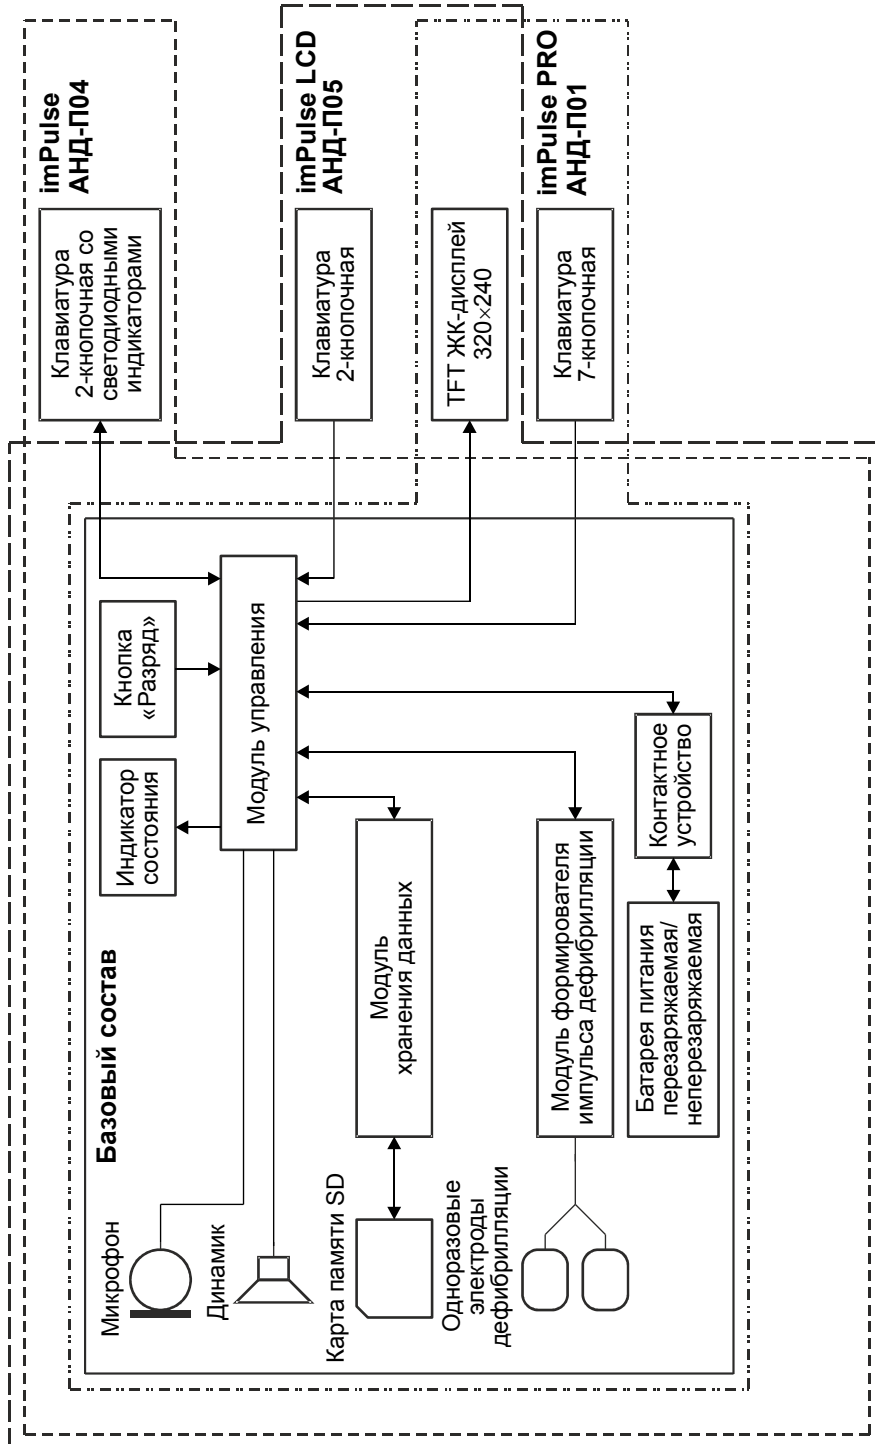 Базовый состав
Микрофон
Динамик
Карта памяти SD
Одноразовые
электроды
дефибрилляции
Индикатор
состояния
Кнопка
«Разряд»
Модуль управления
Модуль
хранения данных
Модуль формирователя
импульса дефибрилляции
Батарея питания
перезаряжаемая/
неперезаряжаемая
Контактное
устройство
Клавиатура
2-кнопочная со
светодиодными
индикаторами
imPulse
АНД-П04
Клавиатура
2-кнопочная
imPulse LCD
АНД-П05
TFT ЖК-дисплей
320×240
Клавиатура
7-кнопочная
imPulse PRO
АНД-П01